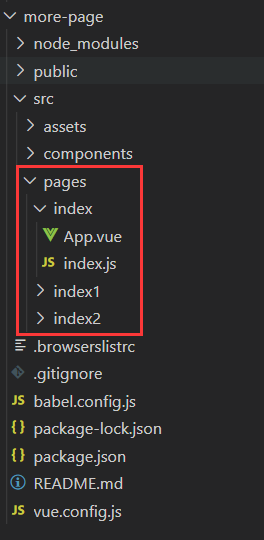 more-page
node_modules
public
src
assets
components
pages
index
App.vue
JS index.js
index1
index2
.browserslistrc
.gitignore
JS babel.config.js
{ } package-lock.json
{ } package.json
README.md
JS vue.config.js